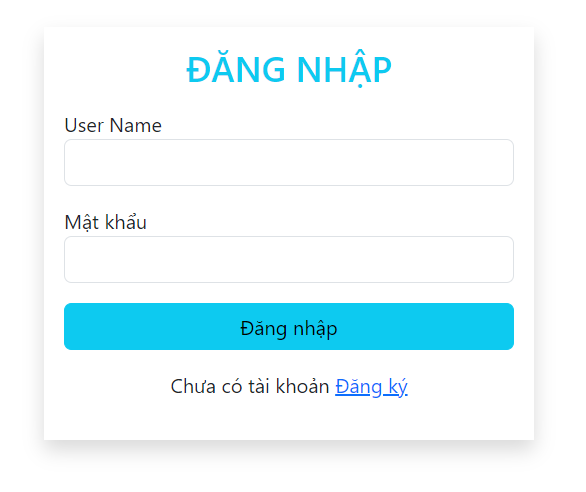 ĐĂNG NHẬP
User Name
Mật khẩu
Đăng nhập
Chưa có tài khoản Đăng ký